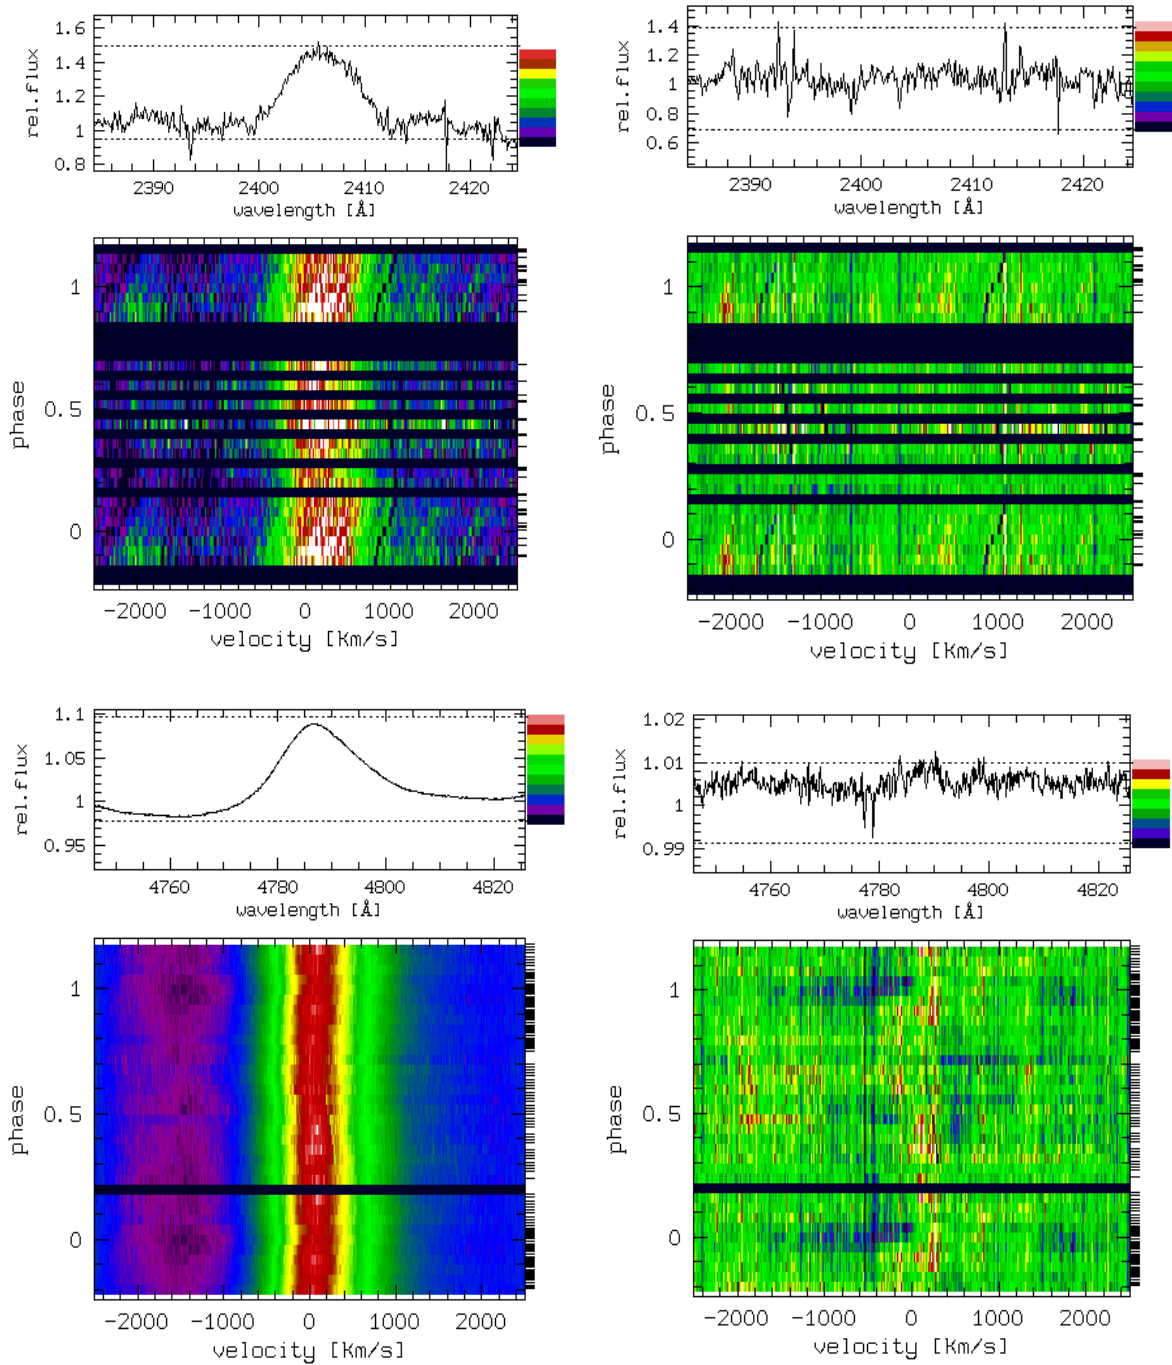 1.6
1.4
1.2
1
0.8
rel.flux
2390 2400 2410 2420
wavelength [Å]
1.4
1.2
1
0.8
0.6
rel.flux
2390 2400 2410 2420
wavelength [Å]
1
0.5
0
phase
-2000 -1000 0 1000 2000
velocity [Km/s]
1
0.5
0
phase
-2000 -1000 0 1000 2000
velocity [Km/s]
1.1
1.05
1
0.95
rel.flux
4760 4780 4800 4820
wavelength [Å]
1.02
1.01
1
0.99
rel.flux
4760 4780 4800 4820
wavelength [Å]
1
0.5
0
phase
-2000 -1000 0 1000 2000
velocity [Km/s]
1
0.5
0
phase
-2000 -1000 0 1000 2000
velocity [Km/s]